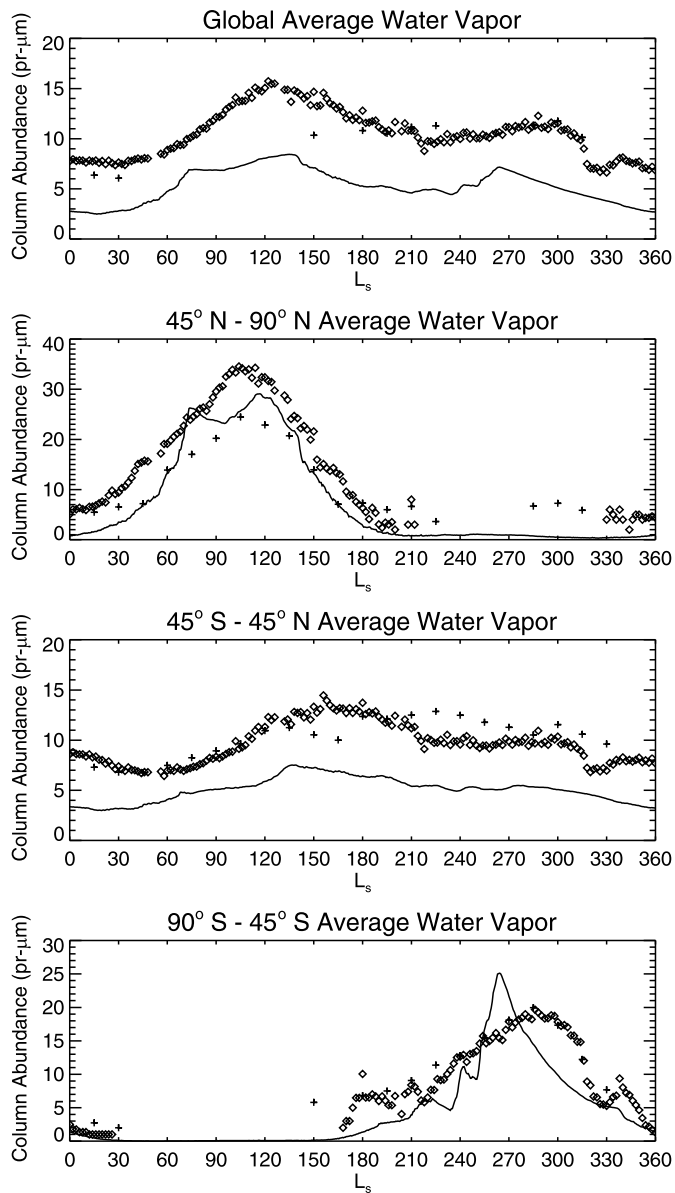 Global Average Water Vapor
Column Abundance (pr-μm)
20
15
10
5
0
0 30 60 90 120 150 180 210 240 270 300 330 360
Ls
45° N - 90° N Average Water Vapor
Column Abundance (pr-μm)
40
30
20
10
0
0 30 60 90 120 150 180 210 240 270 300 330 360
Ls
45° S - 45° N Average Water Vapor
Column Abundance (pr-μm)
20
15
10
5
0
0 30 60 90 120 150 180 210 240 270 300 330 360
Ls
90° S - 45° S Average Water Vapor
Column Abundance (pr-μm)
30
25
20
15
10
5
0
0 30 60 90 120 150 180 210 240 270 300 330 360
Ls